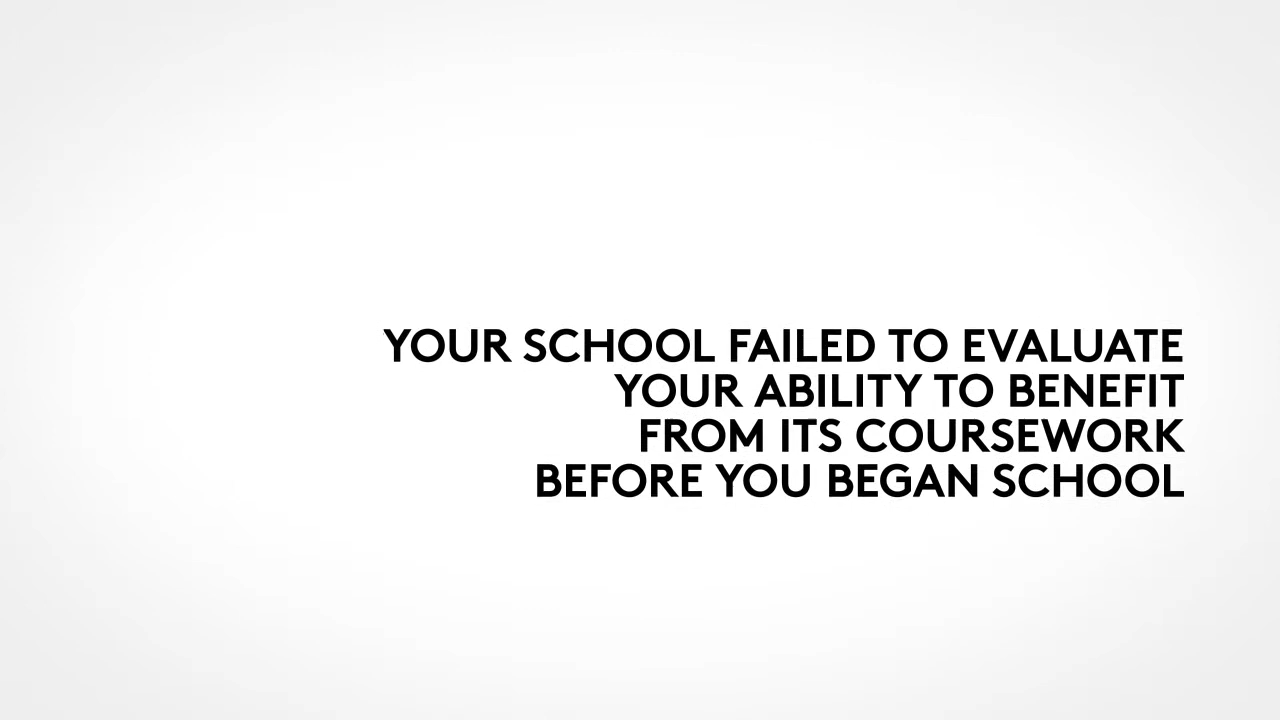 YOUR SCHOOL FAILED TO EVALUATE
YOUR ABILITY TO BENEFIT
FROM ITS COURSEWORK
BEFORE YOU BEGAN SCHOOL